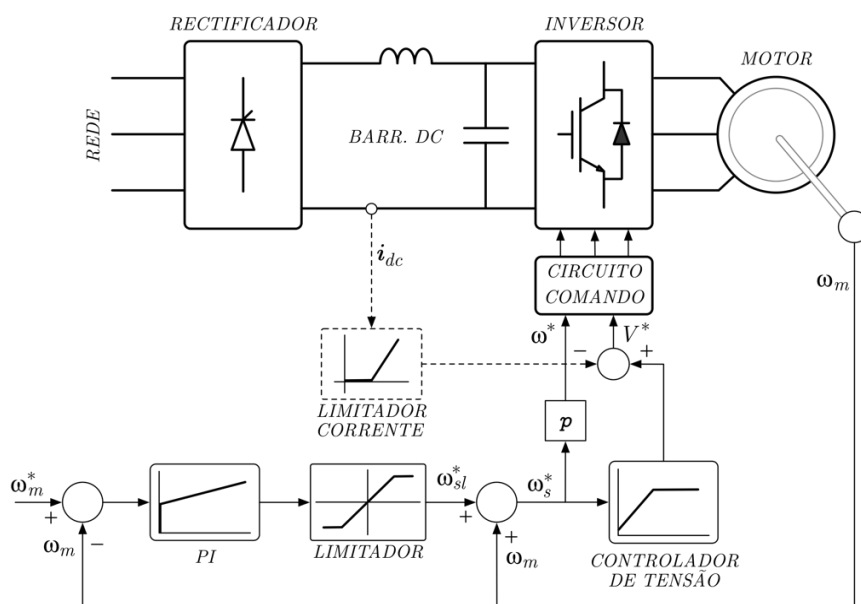 RECTIFICADOR
INVERSOR
MOTOR
REDE
BARR. DC
i_dc
CIRCUITO
COMANDO
ω_m
ω*
V*
−
+
LIMITADOR
CORRENTE
p
ω*_m
+
ω_m
−
PI
LIMITADOR
ω*_sl
+
+
ω_m
ω*_s
CONTROLADOR
DE TENSÃO